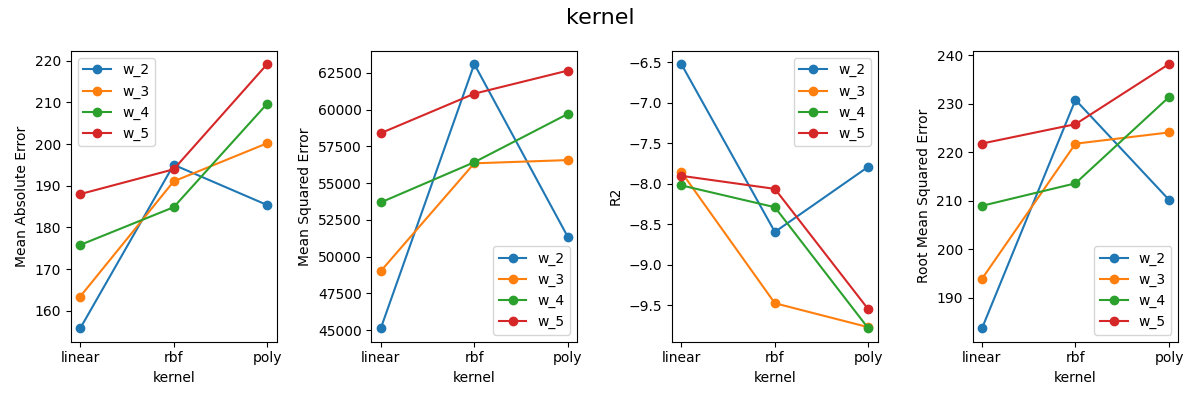 kernel
Mean Absolute Error
220
210
200
190
180
170
160
w_2
w_3
w_4
w_5
linear rbf poly
kernel
Mean Squared Error
62500
60000
57500
55000
52500
50000
47500
45000
w_2
w_3
w_4
w_5
linear rbf poly
kernel
R2
−6.5
−7.0
−7.5
−8.0
−8.5
−9.0
−9.5
w_2
w_3
w_4
w_5
linear rbf poly
kernel
Root Mean Squared Error
240
230
220
210
200
190
w_2
w_3
w_4
w_5
linear rbf poly
kernel